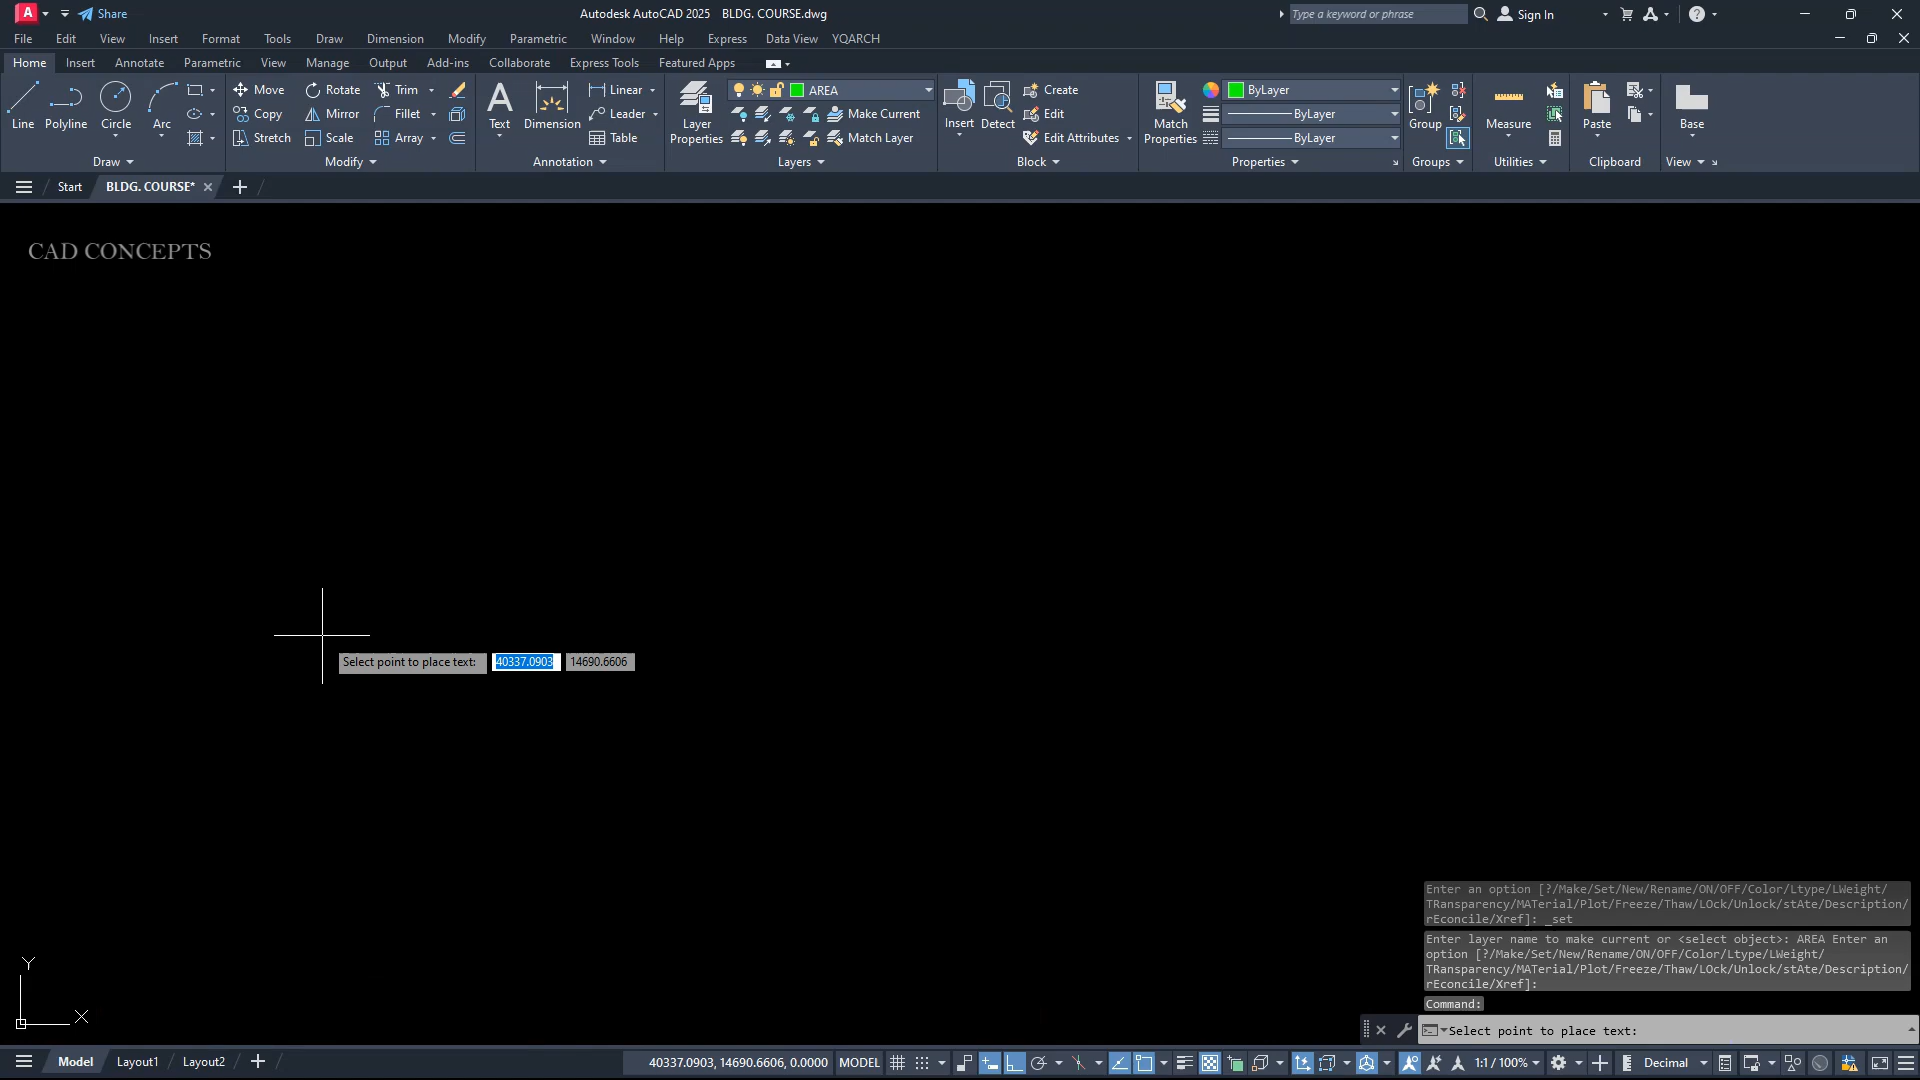 Share
Autodesk AutoCAD 2025 BLDG. COURSE.dwg
Type a keyword or phrase
Sign In
File Edit View Insert Format Tools Draw Dimension Modify Parametric Window Help Express Data View YQARCH
Home Insert Annotate Parametric View Manage Output Add-ins Collaborate Express Tools Featured Apps
Line Polyline Circle Arc
Move Rotate Trim
Copy Mirror Fillet
Stretch Scale Array
Text Dimension
Linear
Leader
Table
Layer Properties
AREA
Make Current
Match Layer
Insert Detect
Create
Edit
Edit Attributes
Match Properties
ByLayer
ByLayer
ByLayer
Group
Measure
Paste
Base
Draw Modify Annotation Layers Block Properties Groups Utilities Clipboard View
Start BLDG. COURSE*
CAD CONCEPTS
Select point to place text: 40337.0903 14690.6606
Enter an option [?/Make/Set/New/Rename/ON/OFF/Color/Ltype/LWeight/
TRansparency/MATerial/Plot/Freeze/Thaw/LOck/Unlock/stAte/Description/
rEconcile/Xref]: _set
Enter layer name to make current or <select object>: AREA Enter an
option [?/Make/Set/New/Rename/ON/OFF/Color/Ltype/LWeight/
TRansparency/MATerial/Plot/Freeze/Thaw/LOck/Unlock/stAte/Description/
rEconcile/Xref]:
Command:
Select point to place text:
Y
X
Model Layout1 Layout2
40337.0903, 14690.6606, 0.0000 MODEL
1:1 / 100%
Decimal